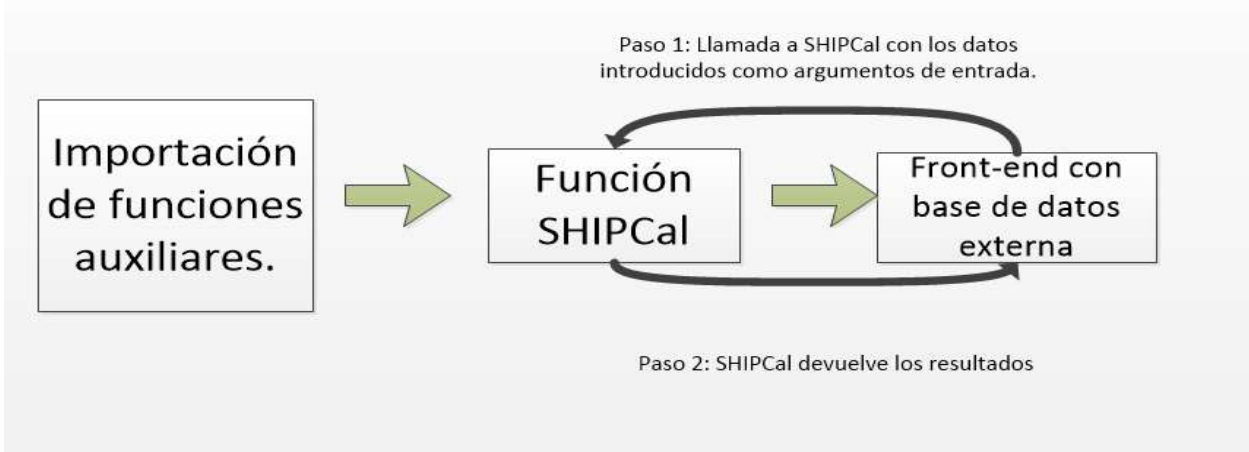 Paso 1: Llamada a SHIPCal con los datos
introducidos como argumentos de entrada.
Importación
de funciones
auxiliares.
Función
SHIPCal
Front-end con
base de datos
externa
Paso 2: SHIPCal devuelve los resultados